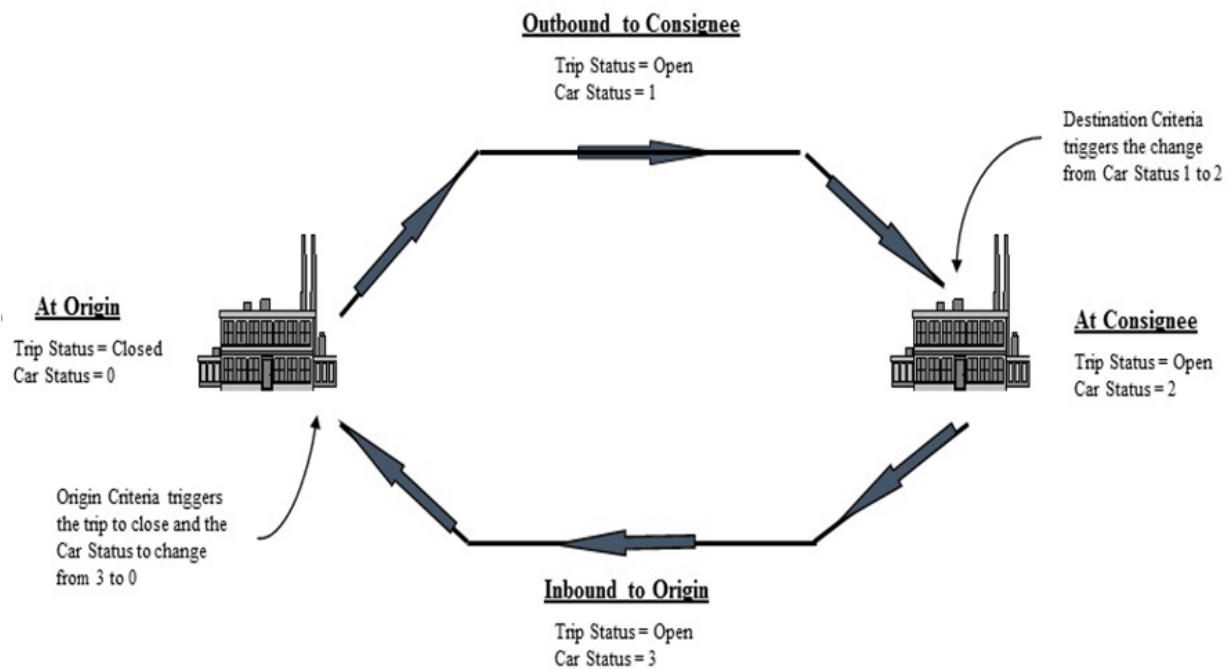 Outbound to Consignee
Trip Status = Open
Car Status = 1
Destination Criteria
triggers the change
from Car Status 1 to 2
At Origin
Trip Status = Closed
Car Status = 0
At Consignee
Trip Status = Open
Car Status = 2
Origin Criteria triggers
the trip to close and the
Car Status to change
from 3 to 0
Inbound to Origin
Trip Status = Open
Car Status = 3